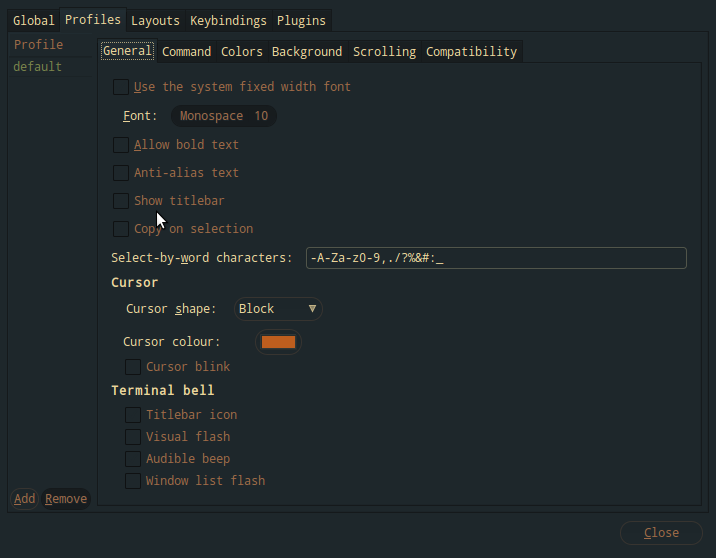 Global Profiles Layouts Keybindings Plugins
Profile
default
General Command Colors Background Scrolling Compatibility
Use the system fixed width font
Font: Monospace 10
Allow bold text
Anti-alias text
Show titlebar
Copy on selection
Select-by-word characters: -A-Za-z0-9,./?%&#:_
Cursor
Cursor shape: Block
Cursor colour:
Cursor blink
Terminal bell
Titlebar icon
Visual flash
Audible beep
Window list flash
Add Remove
Close